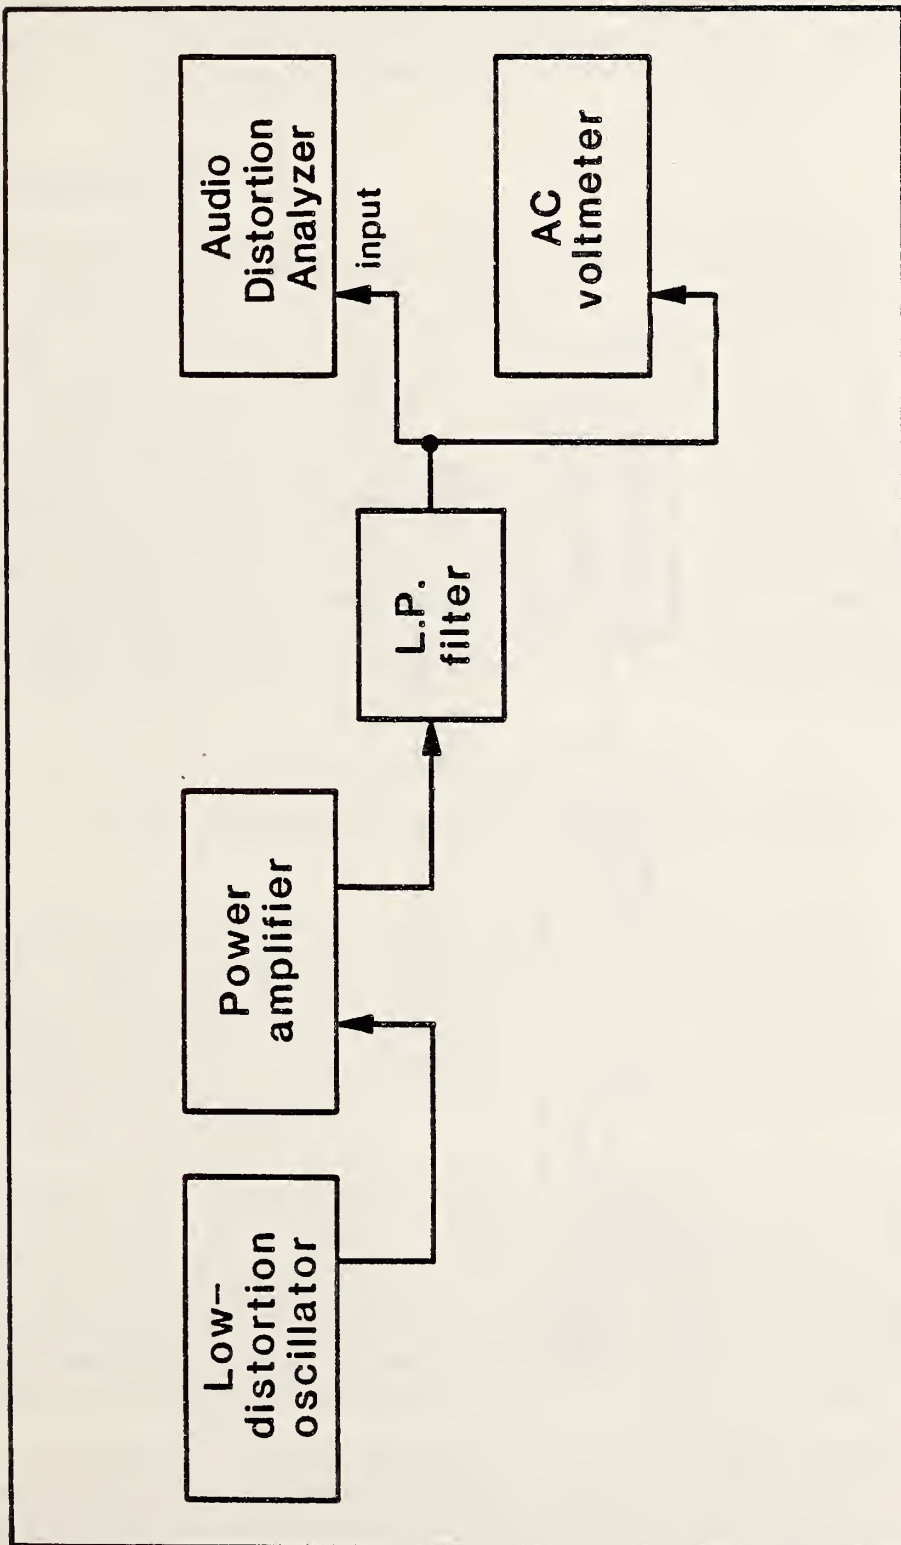 Low-
distortion
oscillator
Power
amplifier
L.P.
filter
Audio
Distortion
Analyzer
input
AC
voltmeter